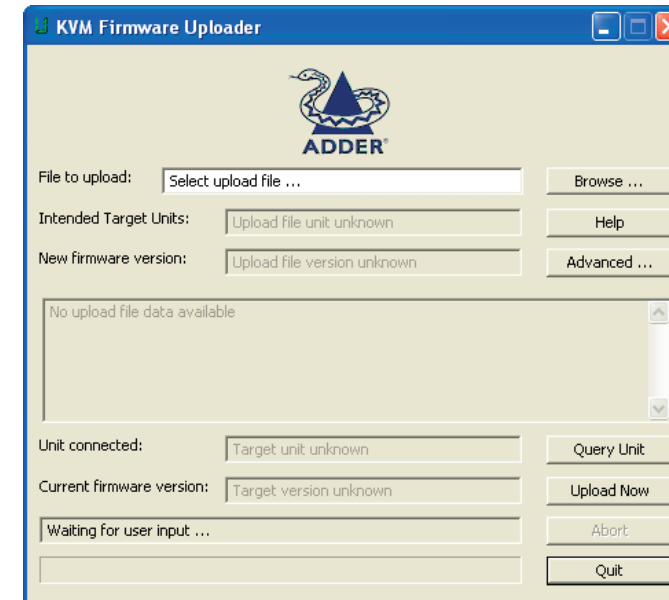 KVM Firmware Uploader
ADDER®
File to upload: Select upload file ... Browse ...
Intended Target Units: Upload file unit unknown Help
New firmware version: Upload file version unknown Advanced ...
No upload file data available
Unit connected: Target unit unknown Query Unit
Current firmware version: Target version unknown Upload Now
Waiting for user input ... Abort
Quit